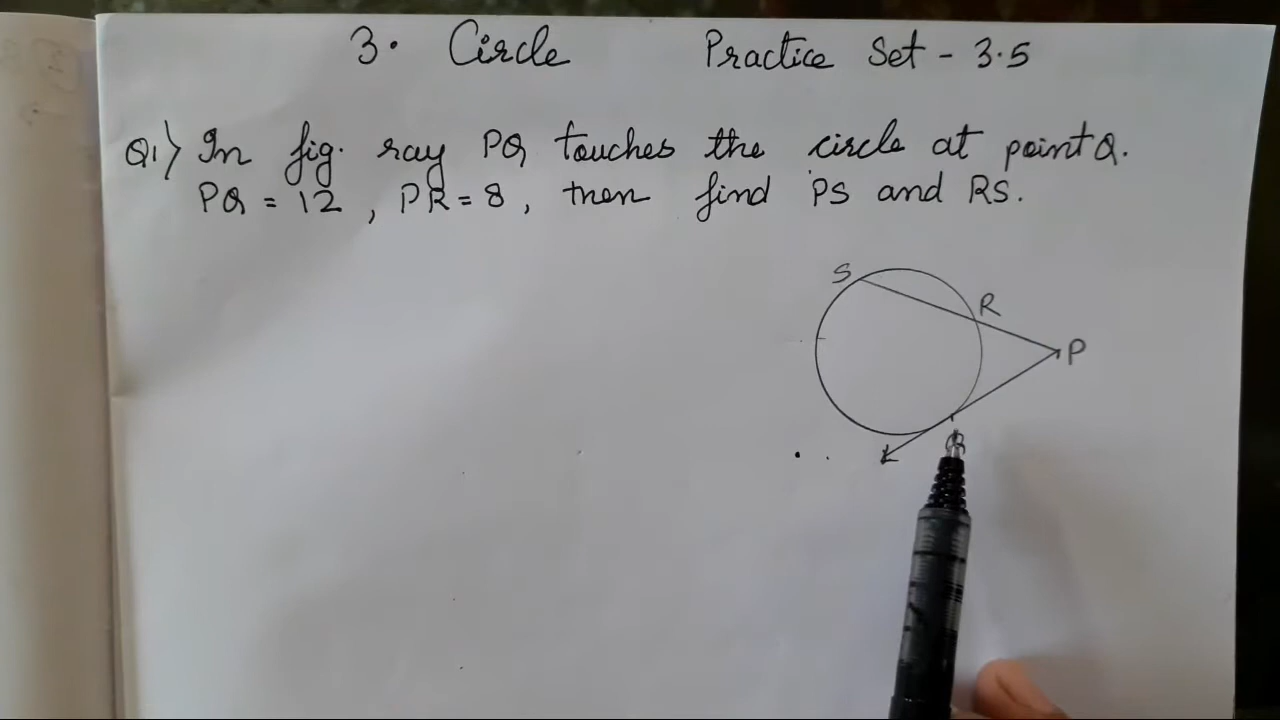 3. Circle Practice Set - 3.5
Q1) In fig. ray PQ touches the circle at point Q.
PQ = 12, PR = 8, then find PS and RS.
S
R
P
Q